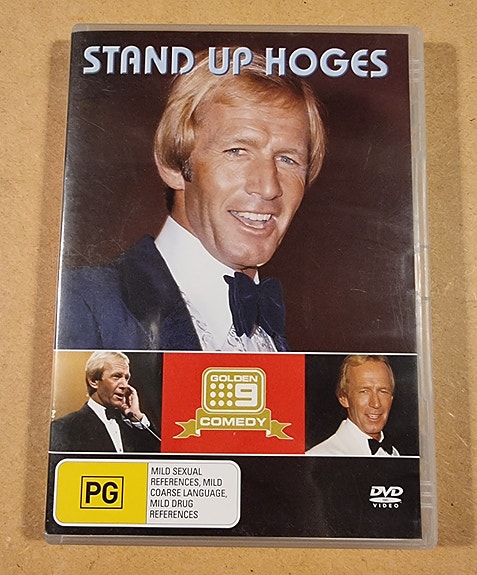 STAND UP HOGES
GOLDEN
9
COMEDY
PG
MILD SEXUAL
REFERENCES, MILD
COARSE LANGUAGE,
MILD DRUG
REFERENCES
DVD
VIDEO